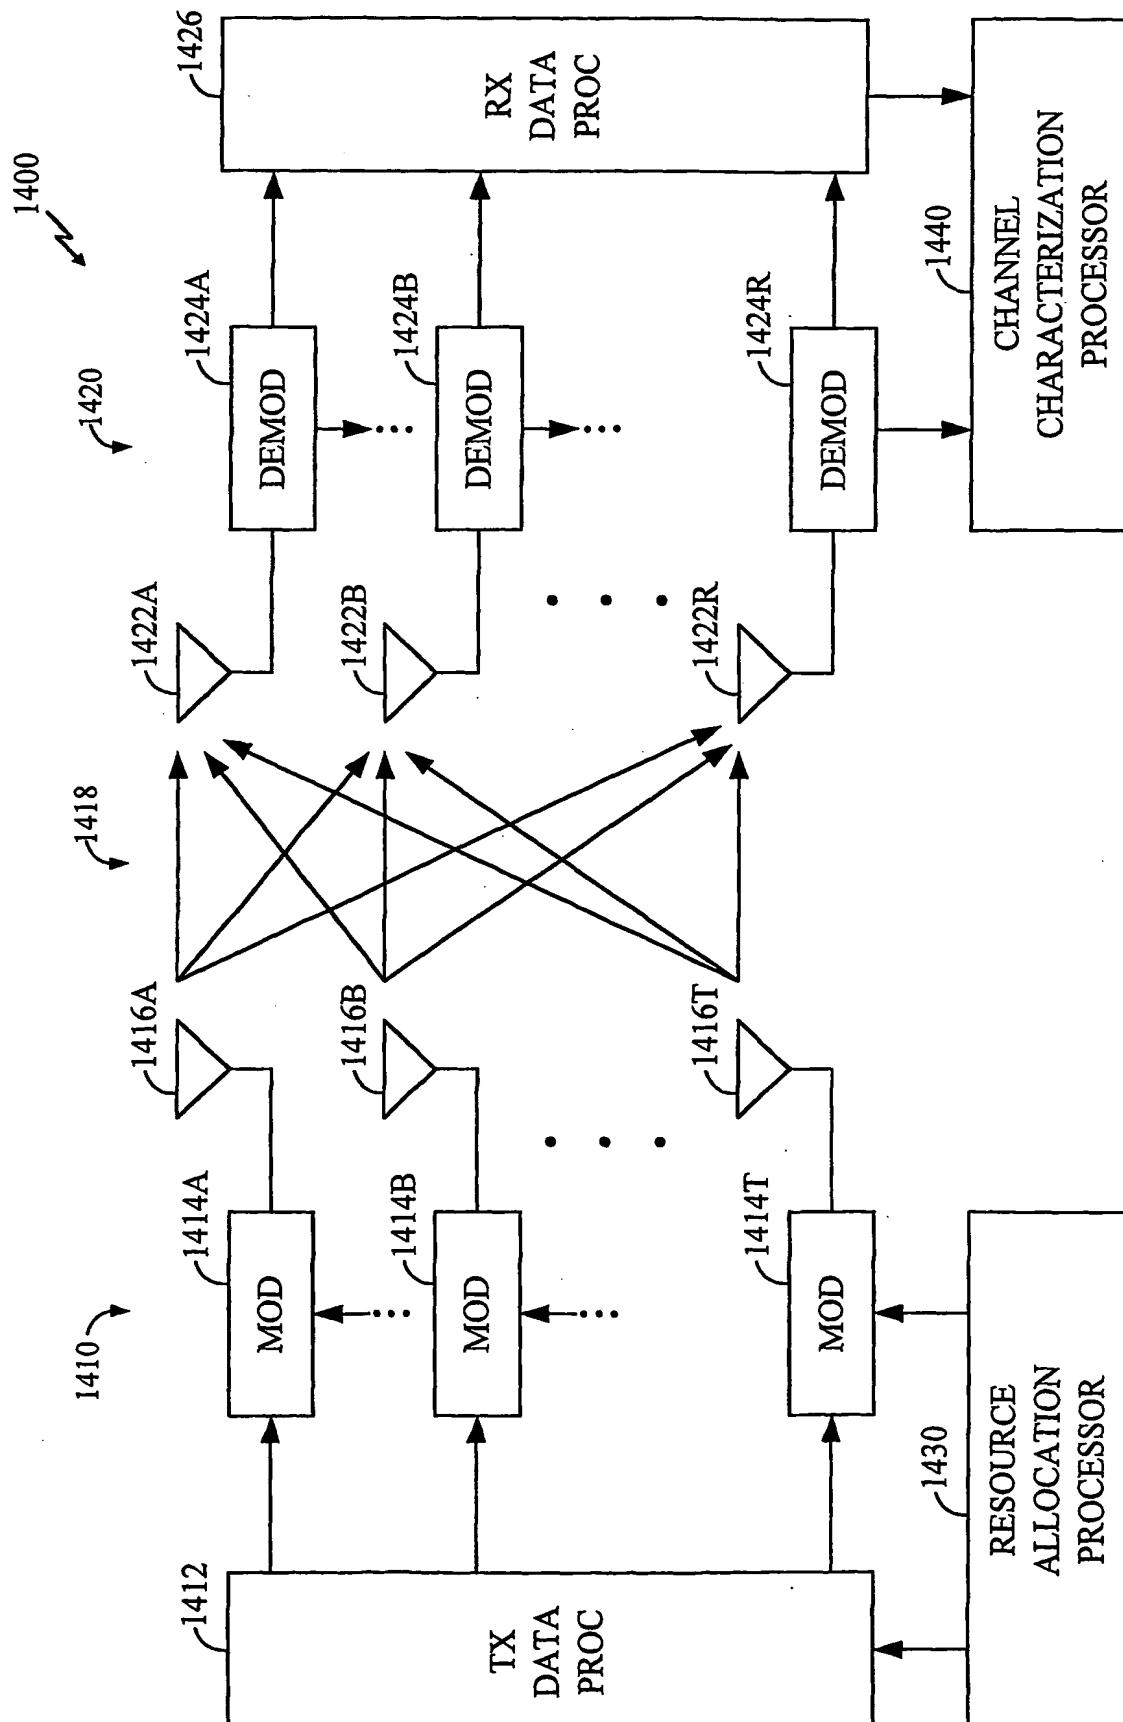 1400
1410
1418
1420
1412
TX
DATA
PROC
1414A
MOD
1416A
1422A
1424A
DEMOD
1426
RX
DATA
PROC
1414B
MOD
1416B
1422B
1424B
DEMOD
1414T
MOD
1416T
1422R
1424R
DEMOD
1430
RESOURCE
ALLOCATION
PROCESSOR
1440
CHANNEL
CHARACTERIZATION
PROCESSOR